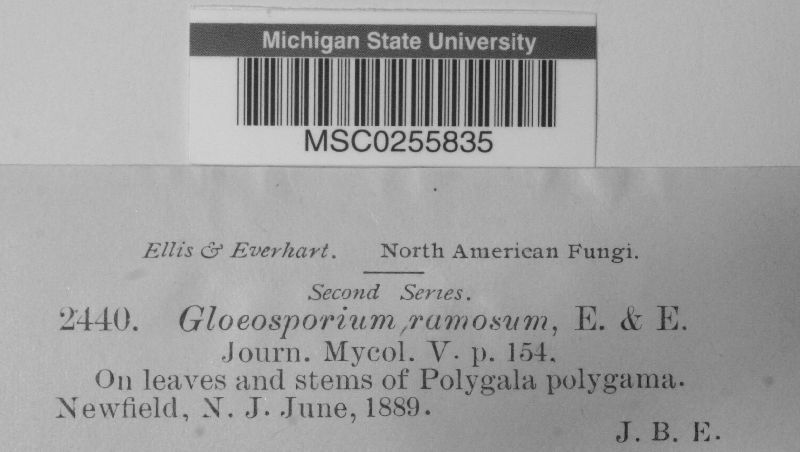 Michigan State University
MSC0255835
Ellis & Everhart. North American Fungi.
Second Series.
2440. Gloeosporium ramosum, E. & E.
Journ. Mycol. V. p. 154.
On leaves and stems of Polygala polygama.
Newfield, N. J. June, 1889.
J. B. E.